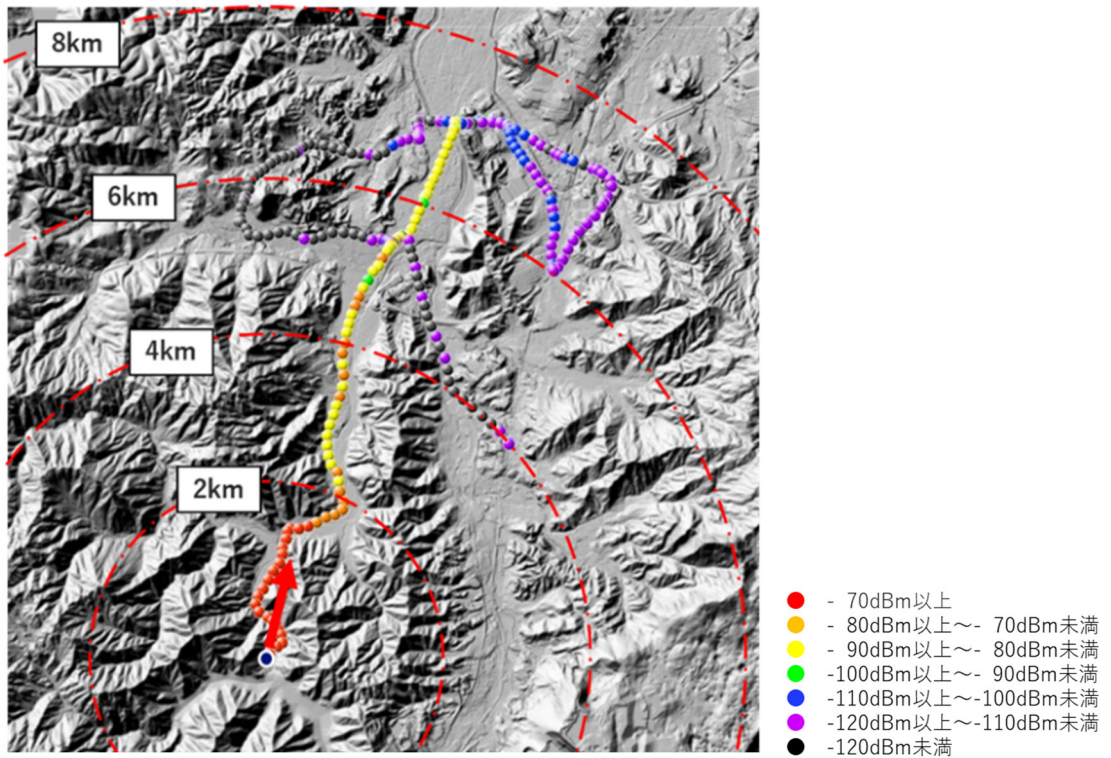 8km
6km
4km
2km
- 70dBm以上
- 80dBm以上～- 70dBm未満
- 90dBm以上～- 80dBm未満
-100dBm以上～- 90dBm未満
-110dBm以上～-100dBm未満
-120dBm以上～-110dBm未満
-120dBm未満